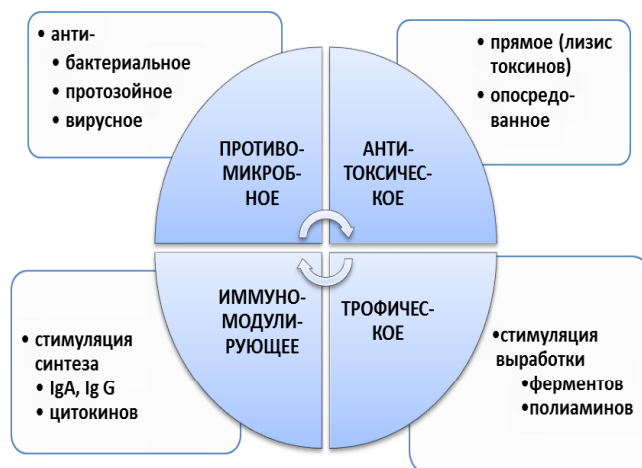 • анти-
• бактериальное
• протозойное
• вирусное
• прямое (лизис
токсинов)
• опосредо-
ванное
ПРОТИВО-
МИКРОБ-
НОЕ
АНТИ-
ТОКСИЧЕС-
КОЕ
ИММУНО-
МОДУЛИ-
РУЮЩЕЕ
ТРОФИЧЕС-
КОЕ
• стимуляция
синтеза
• IgA, Ig G
• цитокинов
•стимуляция
выработки
•ферментов
•полиаминов